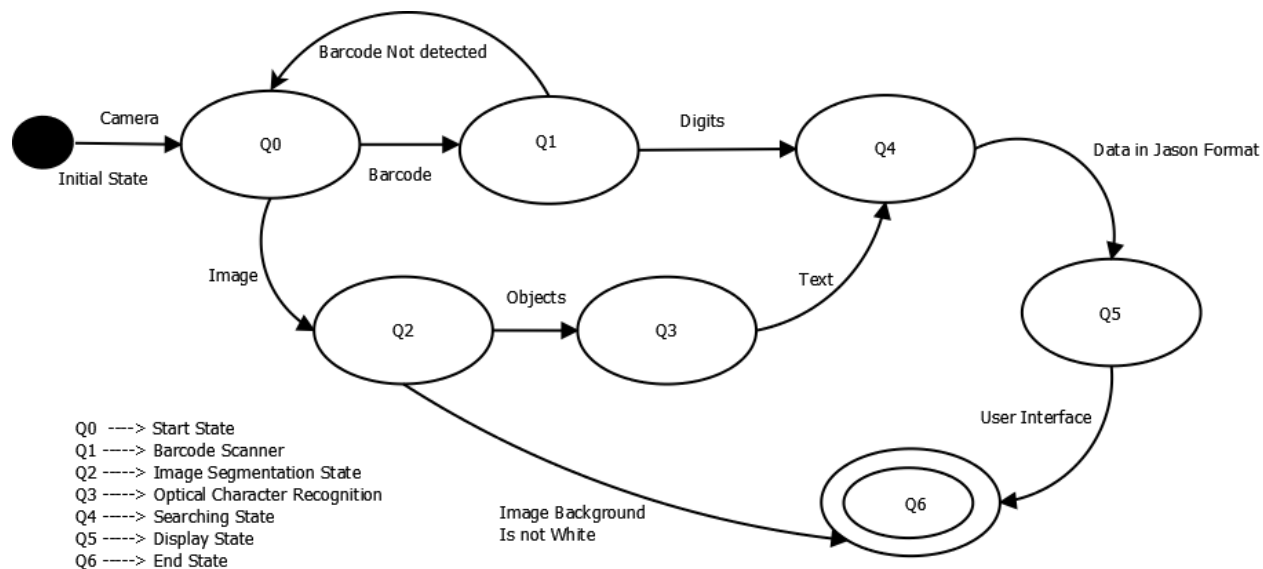 Barcode Not detected
Camera
Digits
Q0
Q1
Q4
Data in Jason Format
Initial State
Barcode
Image
Objects
Text
Q2
Q3
Q5
User Interface
Q0 ----> Start State
Q1 -----> Barcode Scanner
Q2 -----> Image Segmentation State
Q3 -----> Optical Character Recognition
Q4 -----> Searching State
Q5 -----> Display State
Q6 -----> End State
Image Background
Is not White
Q6